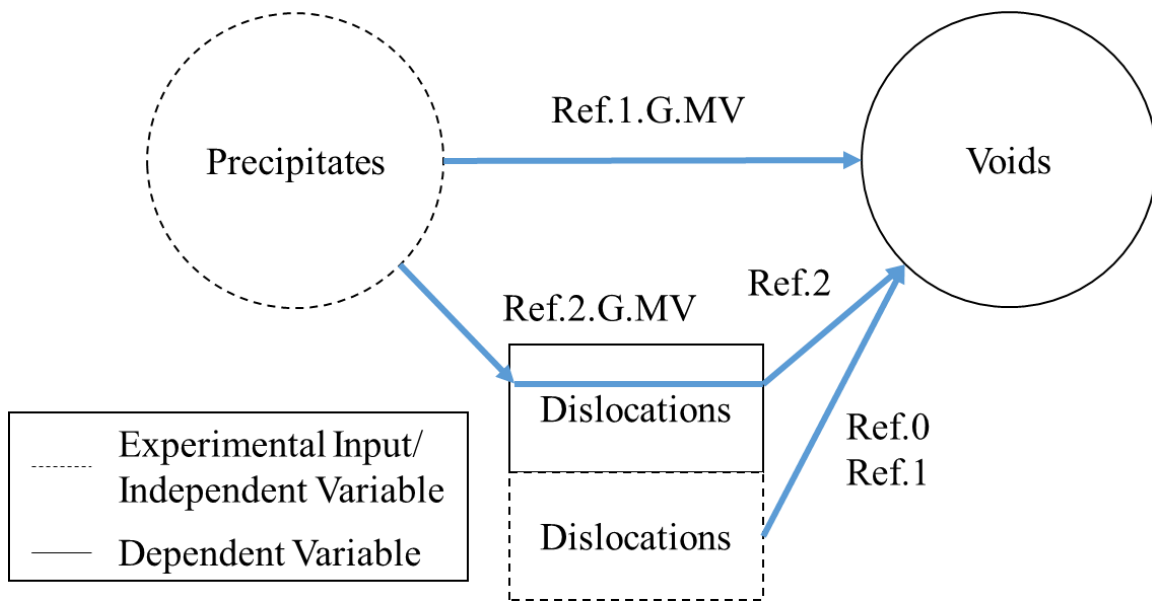 Ref.1.G.MV
Precipitates
Voids
Ref.2
Ref.2.G.MV
Dislocations
Ref.0
Ref.1
Dislocations
Experimental Input/
Independent Variable
Dependent Variable